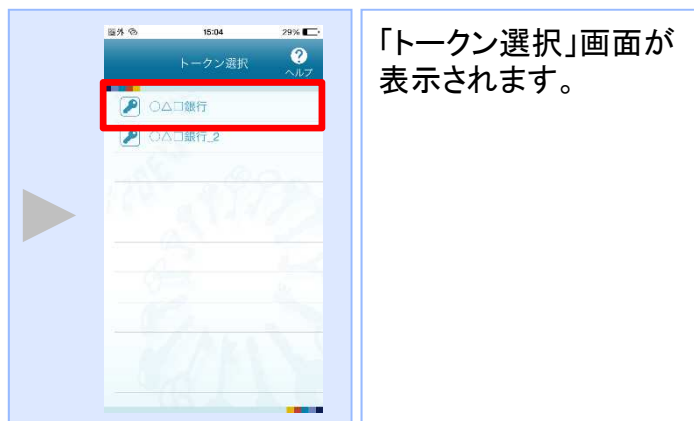 圏外 15:04 29%
トークン選択
?
ヘルプ
○△□銀行
○△□銀行_2
「トークン選択」画面が
表示されます。